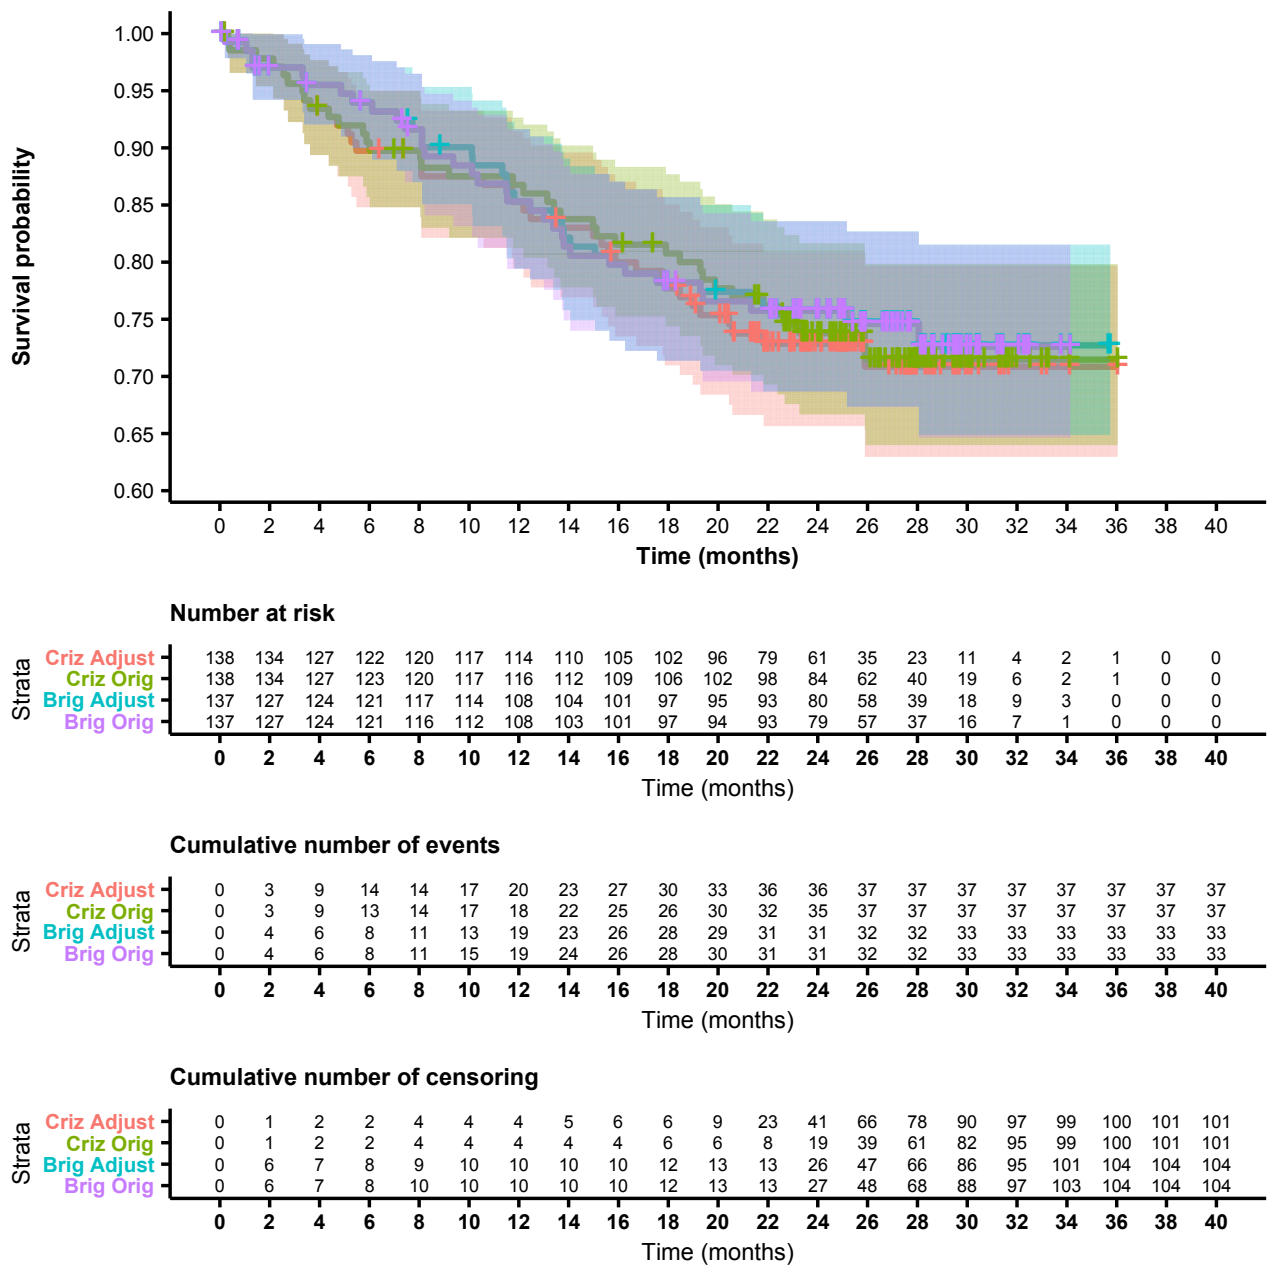 1.00
0.95
0.90
0.85
0.80
0.75
0.70
0.65
0.60
Survival probability
0 2 4 6 8 10 12 14 16 18 20 22 24 26 28 30 32 34 36 38 40
Time (months)
Number at risk
Strata
Criz Adjust 138 134 127 122 120 117 114 110 105 102 96 79 61 35 23 11 4 2 1 0 0
Criz Orig 138 134 127 123 120 117 116 112 109 106 102 98 84 62 40 19 6 2 1 0 0
Brig Adjust 137 127 124 121 117 114 108 104 101 97 95 93 80 58 39 18 9 3 0 0 0
Brig Orig 137 127 124 121 116 112 108 103 101 97 94 93 79 57 37 16 7 1 0 0 0
0 2 4 6 8 10 12 14 16 18 20 22 24 26 28 30 32 34 36 38 40
Time (months)
Cumulative number of events
Strata
Criz Adjust 0 3 9 14 14 17 20 23 27 30 33 36 36 37 37 37 37 37 37 37 37
Criz Orig 0 3 9 13 14 17 18 22 25 26 30 32 35 37 37 37 37 37 37 37 37
Brig Adjust 0 4 6 8 11 13 19 23 26 28 29 31 31 32 32 33 33 33 33 33 33
Brig Orig 0 4 6 8 11 15 19 24 26 28 30 31 31 32 32 33 33 33 33 33 33
0 2 4 6 8 10 12 14 16 18 20 22 24 26 28 30 32 34 36 38 40
Time (months)
Cumulative number of censoring
Strata
Criz Adjust 0 1 2 2 4 4 4 5 6 6 9 23 41 66 78 90 97 99 100 101 101
Criz Orig 0 1 2 2 4 4 4 4 4 6 6 8 19 39 61 82 95 99 100 101 101
Brig Adjust 0 6 7 8 9 10 10 10 10 12 13 13 26 47 66 86 95 101 104 104 104
Brig Orig 0 6 7 8 10 10 10 10 10 12 13 13 27 48 68 88 97 103 104 104 104
0 2 4 6 8 10 12 14 16 18 20 22 24 26 28 30 32 34 36 38 40
Time (months)